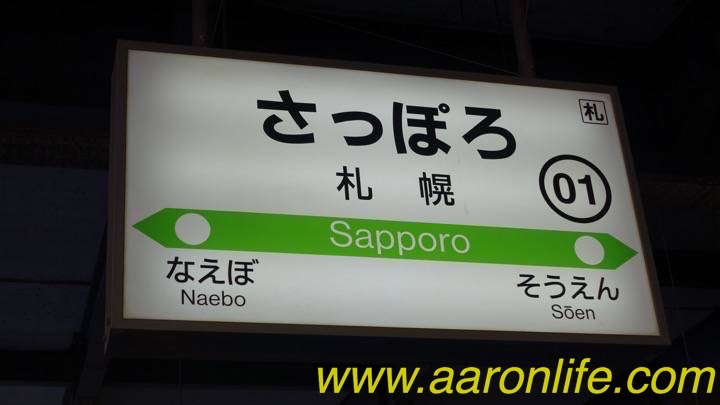 さっぽろ
札
札 幌
01
Sapporo
なえぼ
Naebo
そうえん
Sōen
www.aaronlife.com